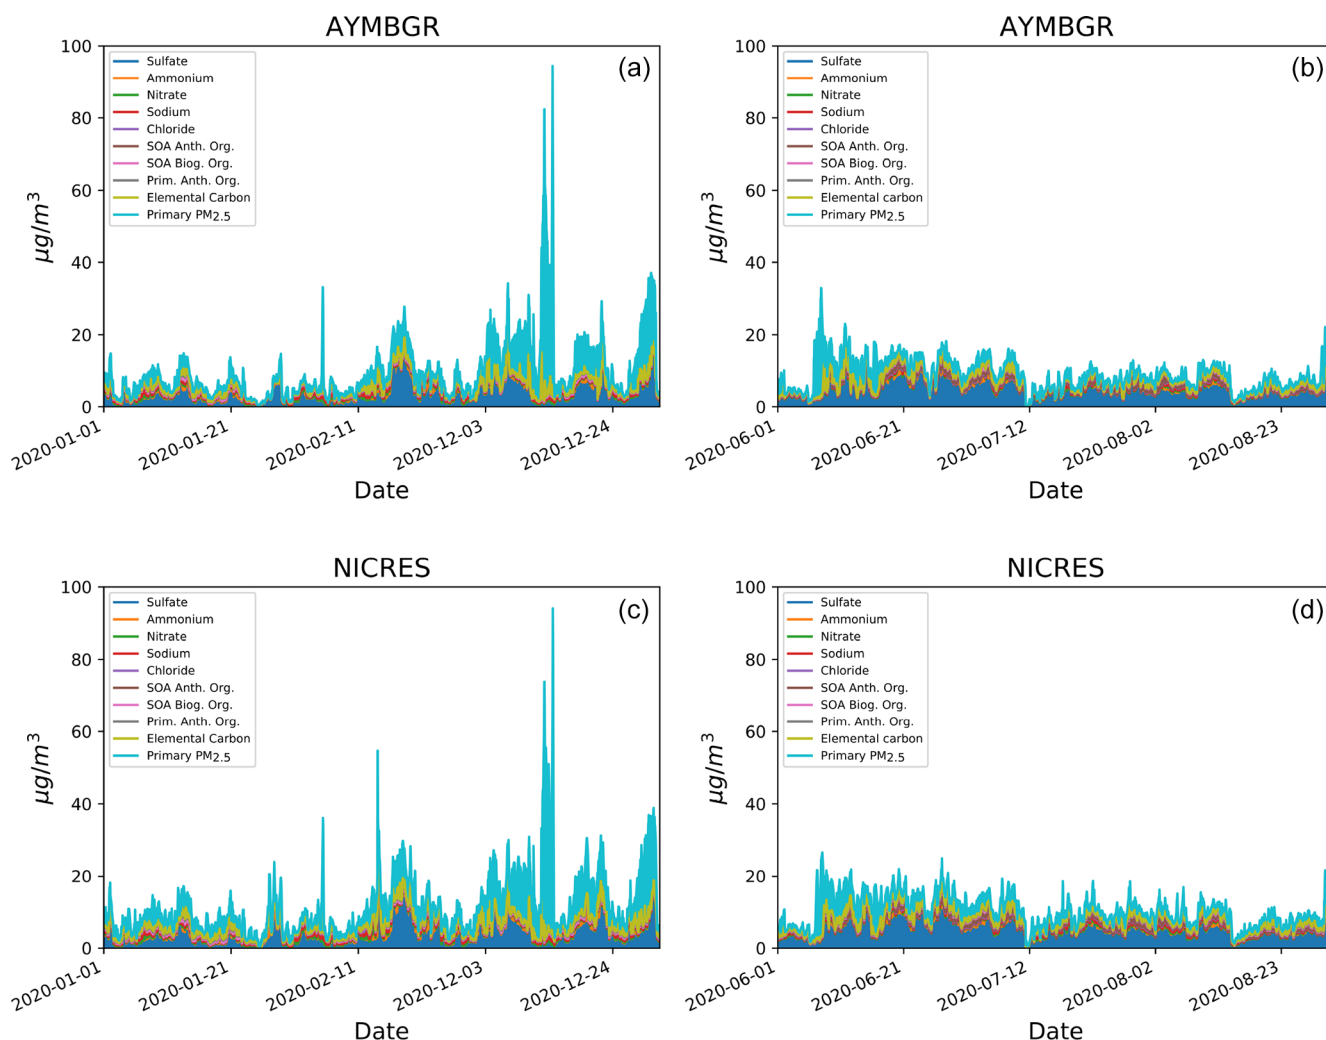 AYMBGR
(a)
100
80
60
40
20
0
μg/m³
Sulfate
Ammonium
Nitrate
Sodium
Chloride
SOA Anth. Org.
SOA Biog. Org.
Prim. Anth. Org.
Elemental Carbon
Primary PM2.5
2020-01-01
2020-01-21
2020-02-11
2020-12-03
2020-12-24
Date
AYMBGR
(b)
100
80
60
40
20
0
μg/m³
Sulfate
Ammonium
Nitrate
Sodium
Chloride
SOA Anth. Org.
SOA Biog. Org.
Prim. Anth. Org.
Elemental carbon
Primary PM2.5
2020-06-01
2020-06-21
2020-07-12
2020-08-02
2020-08-23
Date
NICRES
(c)
100
80
60
40
20
0
μg/m³
Sulfate
Ammonium
Nitrate
Sodium
Chloride
SOA Anth. Org.
SOA Biog. Org.
Prim. Anth. Org.
Elemental Carbon
Primary PM2.5
2020-01-01
2020-01-21
2020-02-11
2020-12-03
2020-12-24
Date
NICRES
(d)
100
80
60
40
20
0
μg/m³
Sulfate
Ammonium
Nitrate
Sodium
Chloride
SOA Anth. Org.
SOA Biog. Org.
Prim. Anth. Org.
Elemental carbon
Primary PM2.5
2020-06-01
2020-06-21
2020-07-12
2020-08-02
2020-08-23
Date